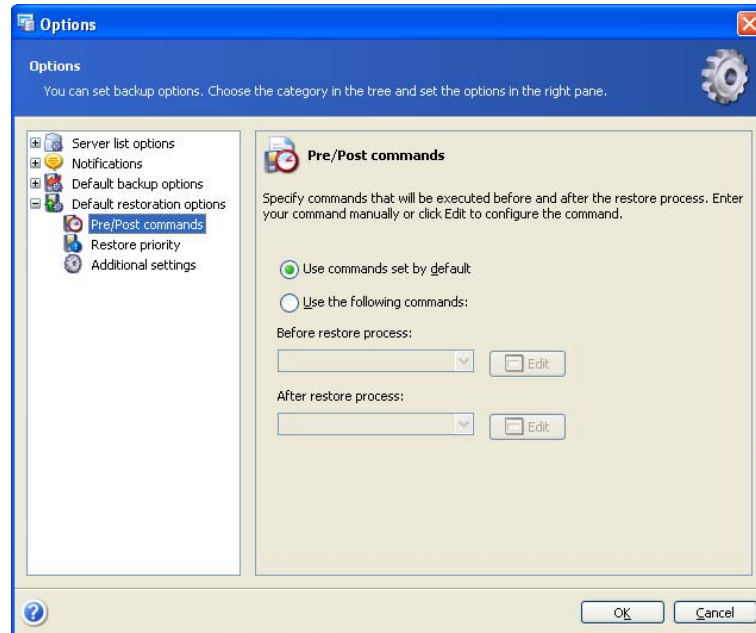 Options
Options
You can set backup options. Choose the category in the tree and set the options in the right pane.
Server list options
Notifications
Default backup options
Default restoration options
Pre/Post commands
Restore priority
Additional settings
Pre/Post commands
Specify commands that will be executed before and after the restore process. Enter
your command manually or click Edit to configure the command.
Use commands set by default
Use the following commands:
Before restore process:
Edit
After restore process:
Edit
OK
Cancel